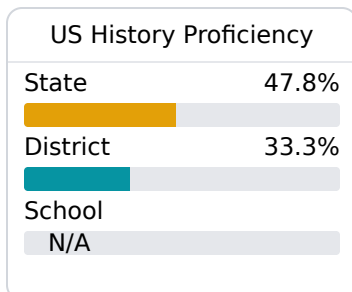 US History Proficiency
State 47.8%
District 33.3%
School
N/A